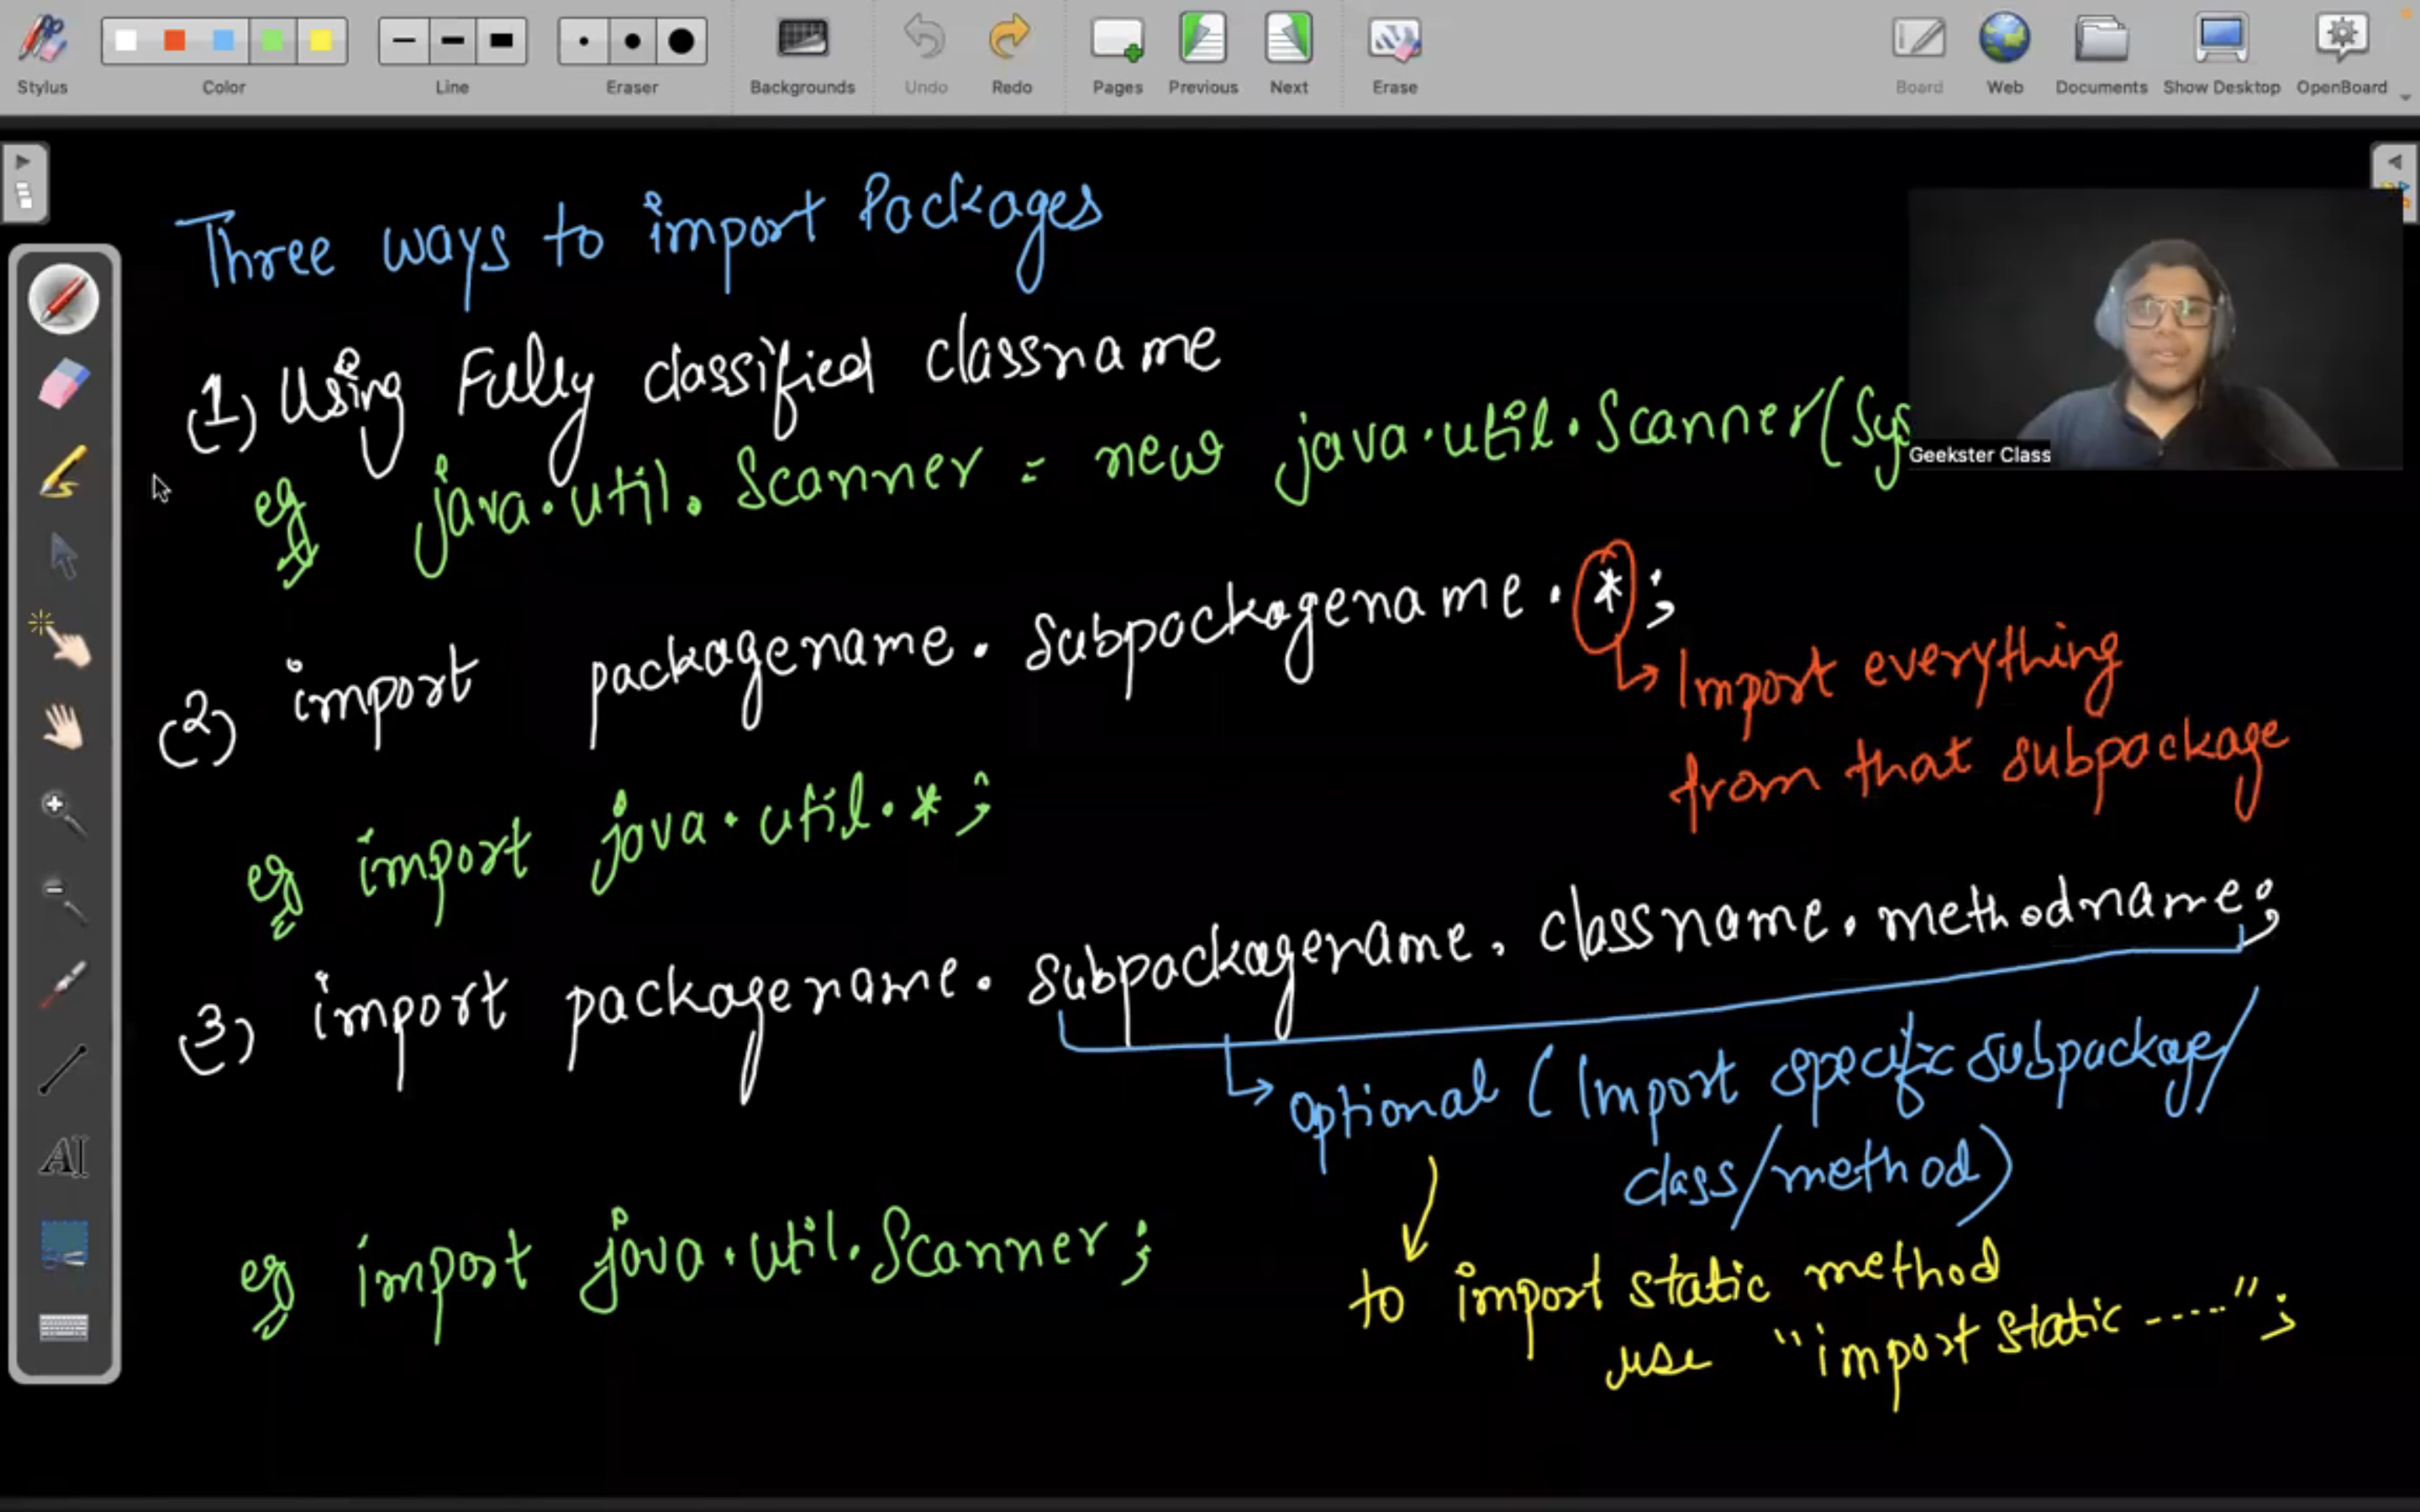 Stylus
Color
Line
Eraser
Backgrounds
Undo
Redo
Pages
Previous
Next
Erase
Board
Web
Documents
Show Desktop
OpenBoard
Three ways to import Packages
(1) Using Fully classified classname
eg java.util.Scanner = new java.util.Scanner(Sys
Geekster Class
(2) import packagename.subpackagename.*;
Import everything
from that subpackage
eg import java.util.*;
(3) import packagename.subpackagename.classname.methodname;
optional (Import specific subpackage/
class/method)
eg import java.util.Scanner;
to import static method
use "import static -----";
AI